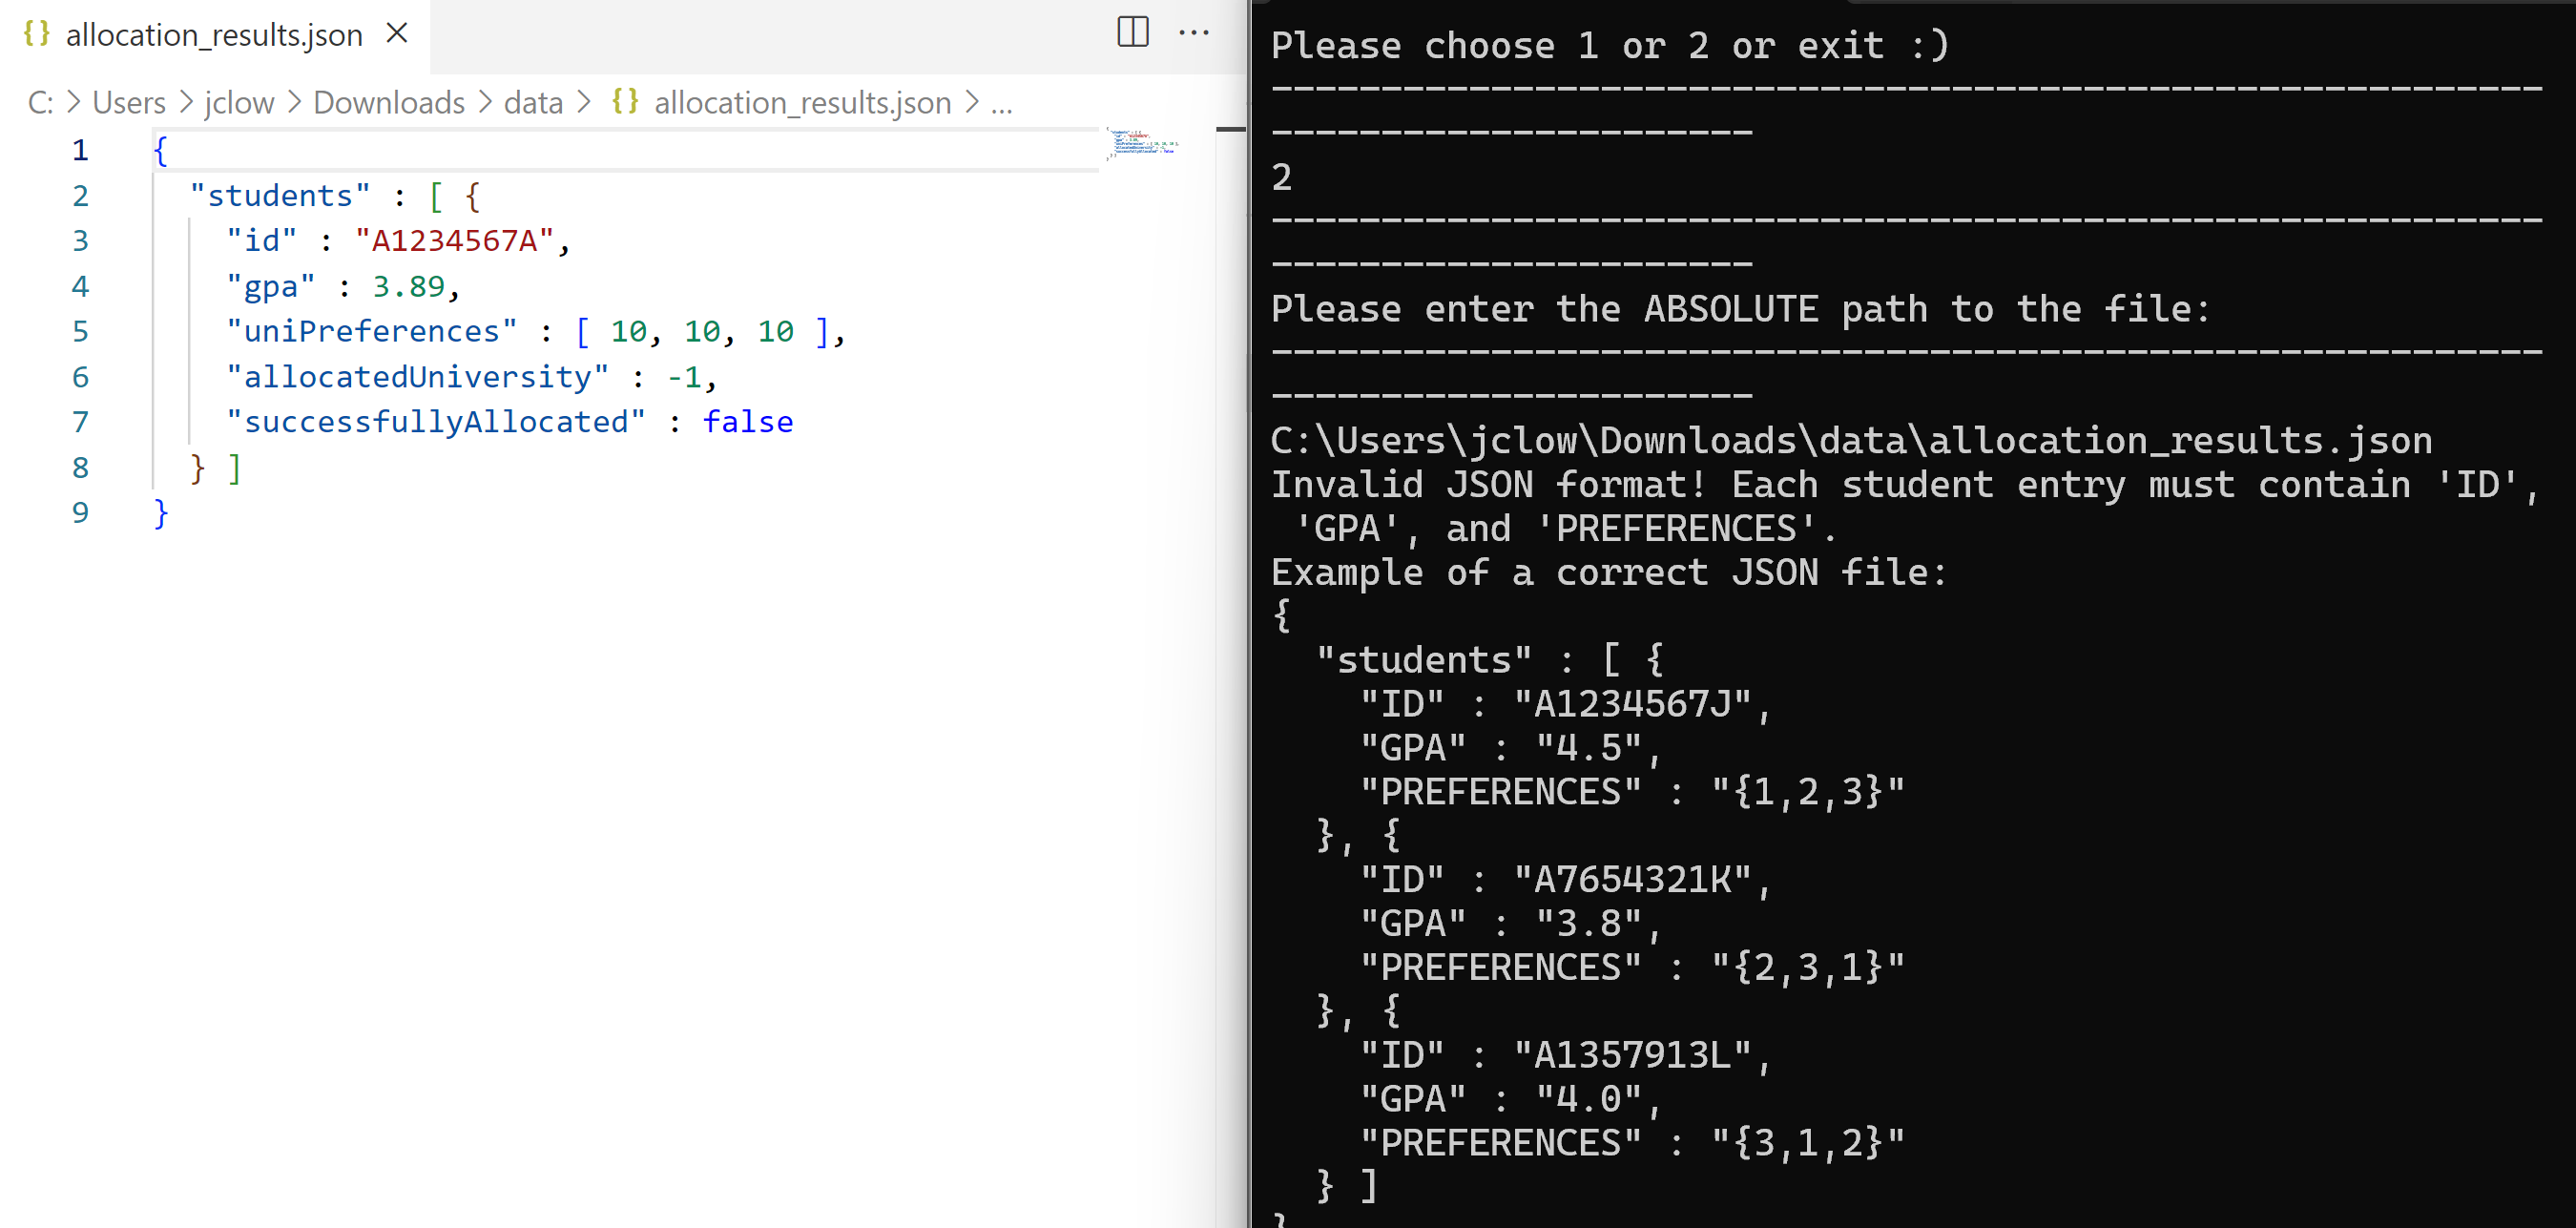 { } allocation_results.json ×
C: > Users > jclow > Downloads > data > { } allocation_results.json > ...
1 {
2 "students" : [ {
3 "id" : "A1234567A",
4 "gpa" : 3.89,
5 "uniPreferences" : [ 10, 10, 10 ],
6 "allocatedUniversity" : -1,
7 "successfullyAllocated" : false
8 } ]
9 }
Please choose 1 or 2 or exit :)
----------------------------------------------------------
----------------------
2
----------------------------------------------------------
----------------------
Please enter the ABSOLUTE path to the file:
----------------------------------------------------------
----------------------
C:\Users\jclow\Downloads\data\allocation_results.json
Invalid JSON format! Each student entry must contain 'ID',
'GPA', and 'PREFERENCES'.
Example of a correct JSON file:
{
"students" : [ {
"ID" : "A1234567J",
"GPA" : "4.5",
"PREFERENCES" : "{1,2,3}"
}, {
"ID" : "A7654321K",
"GPA" : "3.8",
"PREFERENCES" : "{2,3,1}"
}, {
"ID" : "A1357913L",
"GPA" : "4.0",
"PREFERENCES" : "{3,1,2}"
} ]
}